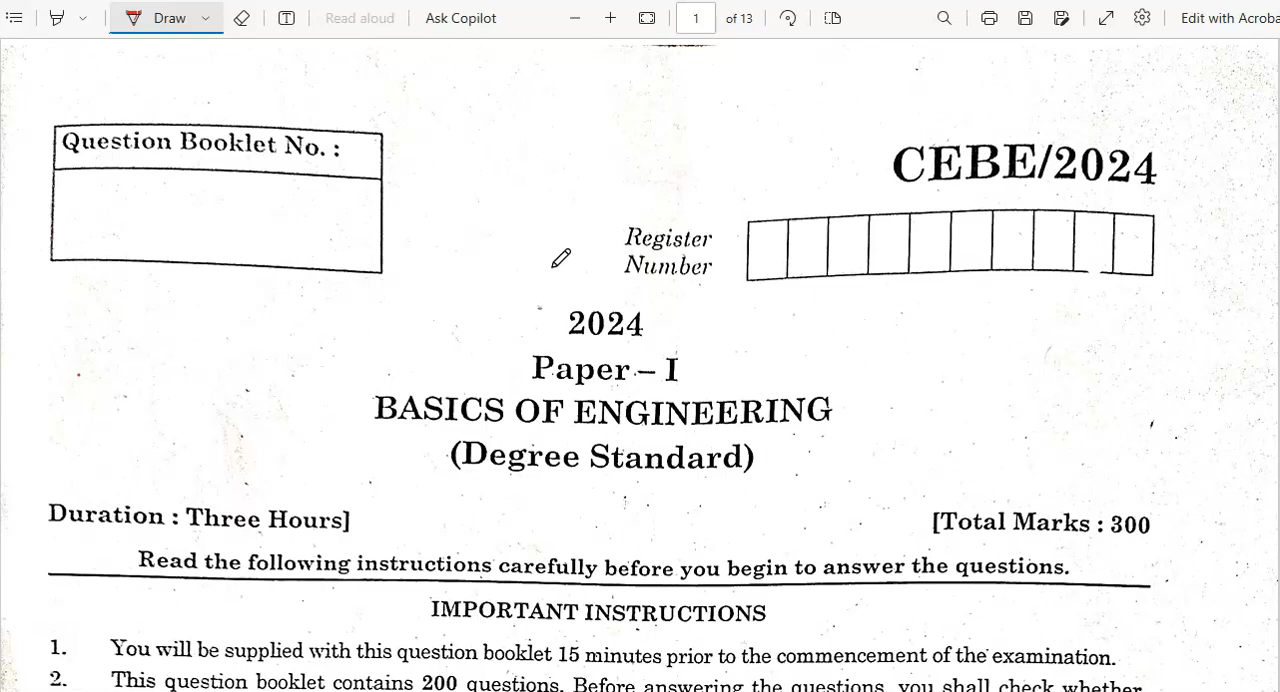 Draw
Read aloud
Ask Copilot
1 of 13
Edit with Acroba
Question Booklet No. :
CEBE/2024
Register
Number
2024
Paper – I
BASICS OF ENGINEERING
(Degree Standard)
Duration : Three Hours]
[Total Marks : 300
Read the following instructions carefully before you begin to answer the questions.
IMPORTANT INSTRUCTIONS
1. You will be supplied with this question booklet 15 minutes prior to the commencement of the examination.
2. This question booklet contains 200 questions. Before answering the questions, you shall check whether